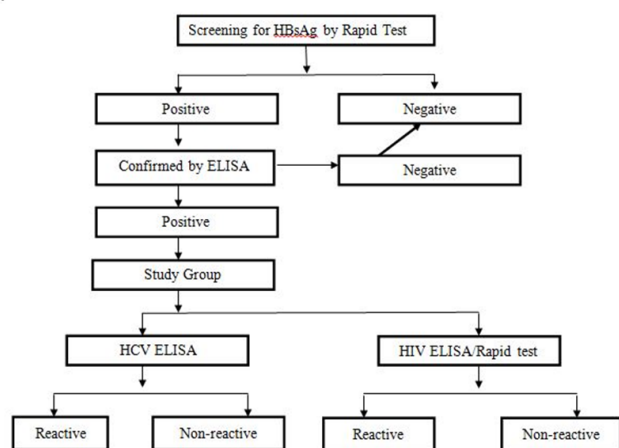 Screening for HBsAg by Rapid Test
Positive
Negative
Confirmed by ELISA
Negative
Positive
Study Group
HCV ELISA
HIV ELISA/Rapid test
Reactive
Non-reactive
Reactive
Non-reactive